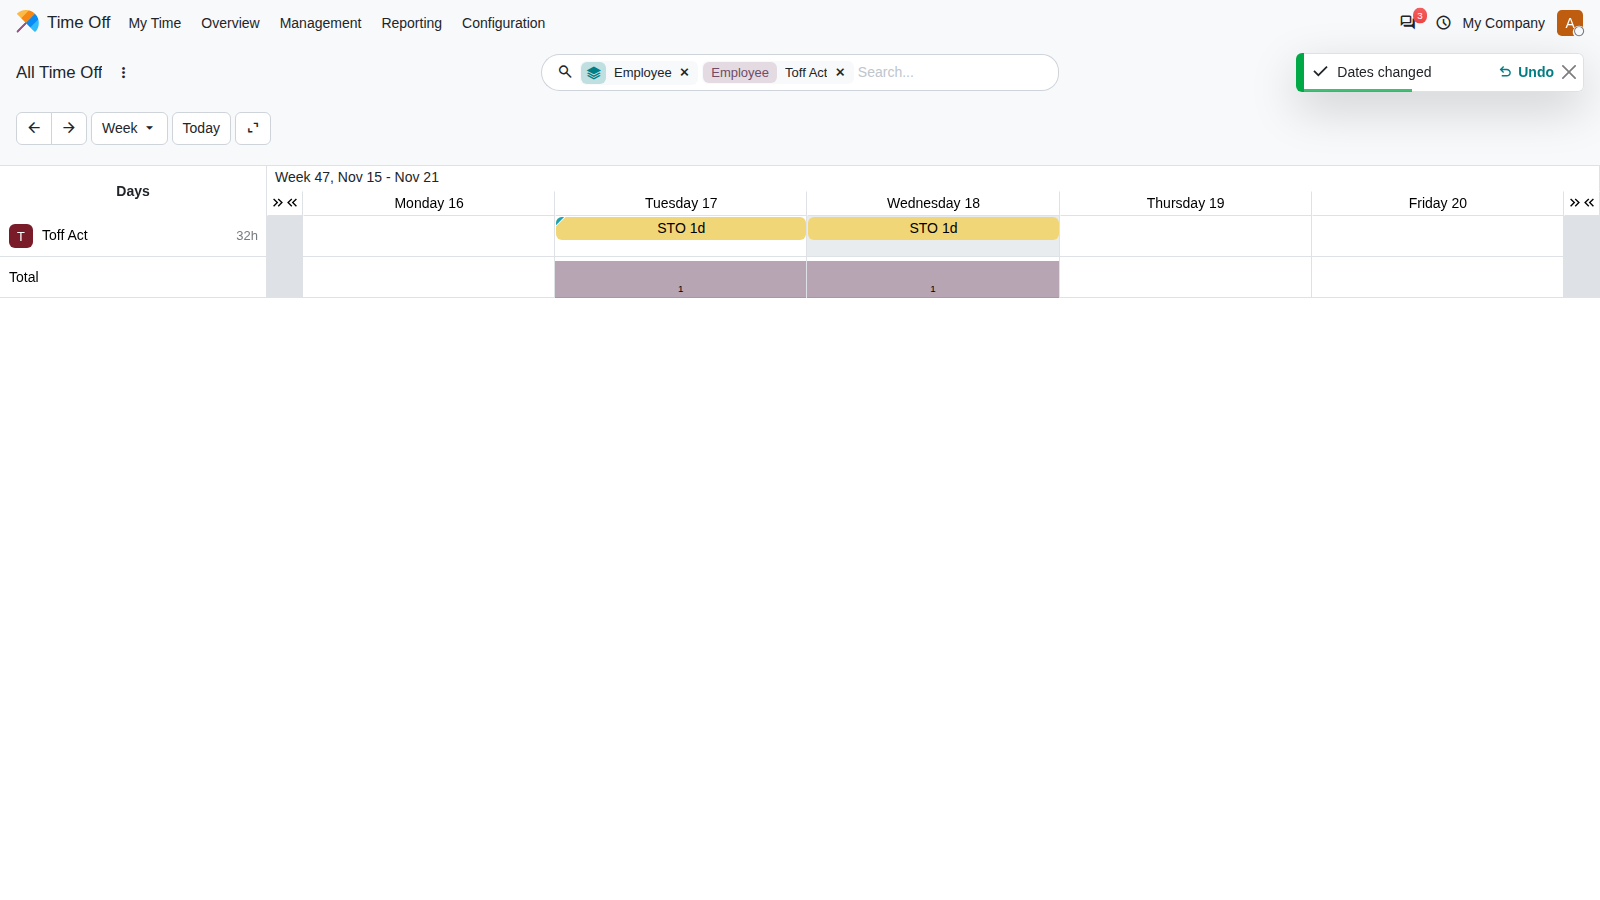 Time Off My Time Overview Management Reporting Configuration 3 My Company A
All Time Off Employee × Employee Toff Act × Search... Dates changed Undo
Week Today
Days Week 47, Nov 15 - Nov 21
Monday 16 Tuesday 17 Wednesday 18 Thursday 19 Friday 20
T Toff Act 32h STO 1d STO 1d
Total 1 1